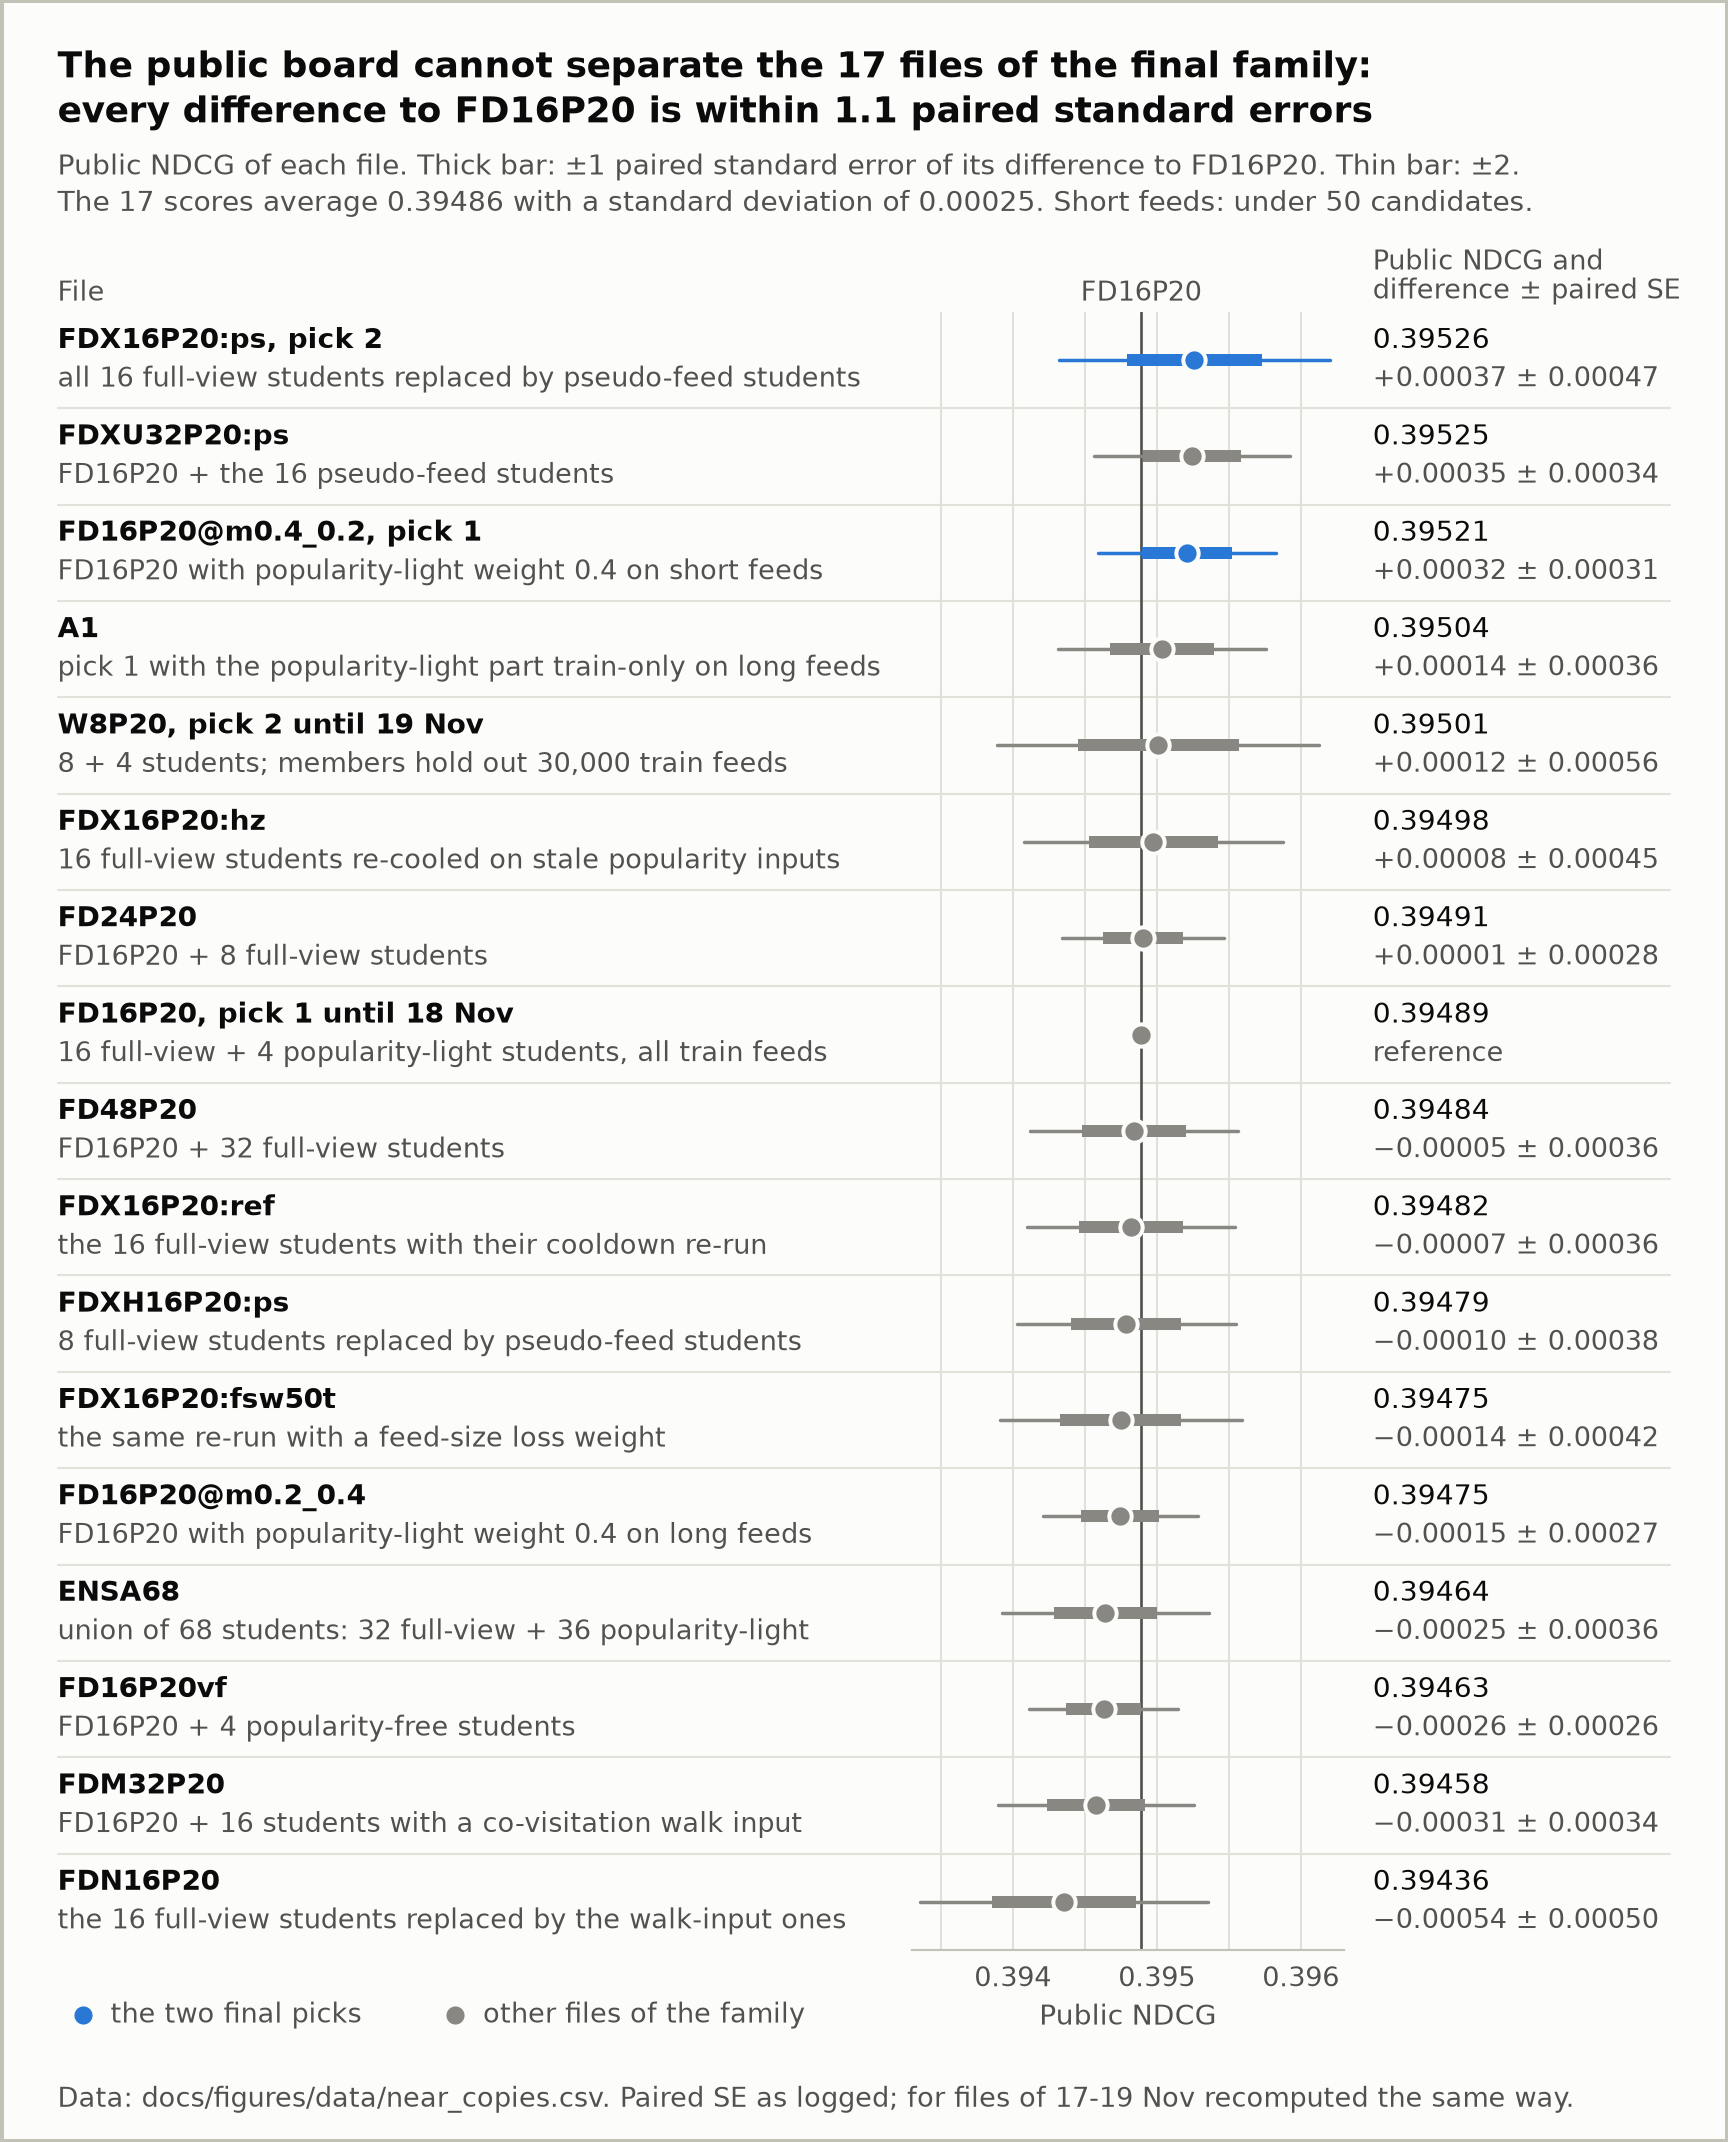 The public board cannot separate the 17 files of the final family:
every difference to FD16P20 is within 1.1 paired standard errors
Public NDCG of each file. Thick bar: ±1 paired standard error of its difference to FD16P20. Thin bar: ±2.
The 17 scores average 0.39486 with a standard deviation of 0.00025. Short feeds: under 50 candidates.
File
FD16P20
Public NDCG and
difference ± paired SE
FDX16P20:ps, pick 2
0.39526
all 16 full-view students replaced by pseudo-feed students
+0.00037 ± 0.00047
FDXU32P20:ps
0.39525
FD16P20 + the 16 pseudo-feed students
+0.00035 ± 0.00034
FD16P20@m0.4_0.2, pick 1
0.39521
FD16P20 with popularity-light weight 0.4 on short feeds
+0.00032 ± 0.00031
A1
0.39504
pick 1 with the popularity-light part train-only on long feeds
+0.00014 ± 0.00036
W8P20, pick 2 until 19 Nov
0.39501
8 + 4 students; members hold out 30,000 train feeds
+0.00012 ± 0.00056
FDX16P20:hz
0.39498
16 full-view students re-cooled on stale popularity inputs
+0.00008 ± 0.00045
FD24P20
0.39491
FD16P20 + 8 full-view students
+0.00001 ± 0.00028
FD16P20, pick 1 until 18 Nov
0.39489
16 full-view + 4 popularity-light students, all train feeds
reference
FD48P20
0.39484
FD16P20 + 32 full-view students
−0.00005 ± 0.00036
FDX16P20:ref
0.39482
the 16 full-view students with their cooldown re-run
−0.00007 ± 0.00036
FDXH16P20:ps
0.39479
8 full-view students replaced by pseudo-feed students
−0.00010 ± 0.00038
FDX16P20:fsw50t
0.39475
the same re-run with a feed-size loss weight
−0.00014 ± 0.00042
FD16P20@m0.2_0.4
0.39475
FD16P20 with popularity-light weight 0.4 on long feeds
−0.00015 ± 0.00027
ENSA68
0.39464
union of 68 students: 32 full-view + 36 popularity-light
−0.00025 ± 0.00036
FD16P20vf
0.39463
FD16P20 + 4 popularity-free students
−0.00026 ± 0.00026
FDM32P20
0.39458
FD16P20 + 16 students with a co-visitation walk input
−0.00031 ± 0.00034
FDN16P20
0.39436
the 16 full-view students replaced by the walk-input ones
−0.00054 ± 0.00050
0.394 0.395 0.396
Public NDCG
the two final picks
other files of the family
Data: docs/figures/data/near_copies.csv. Paired SE as logged; for files of 17-19 Nov recomputed the same way.